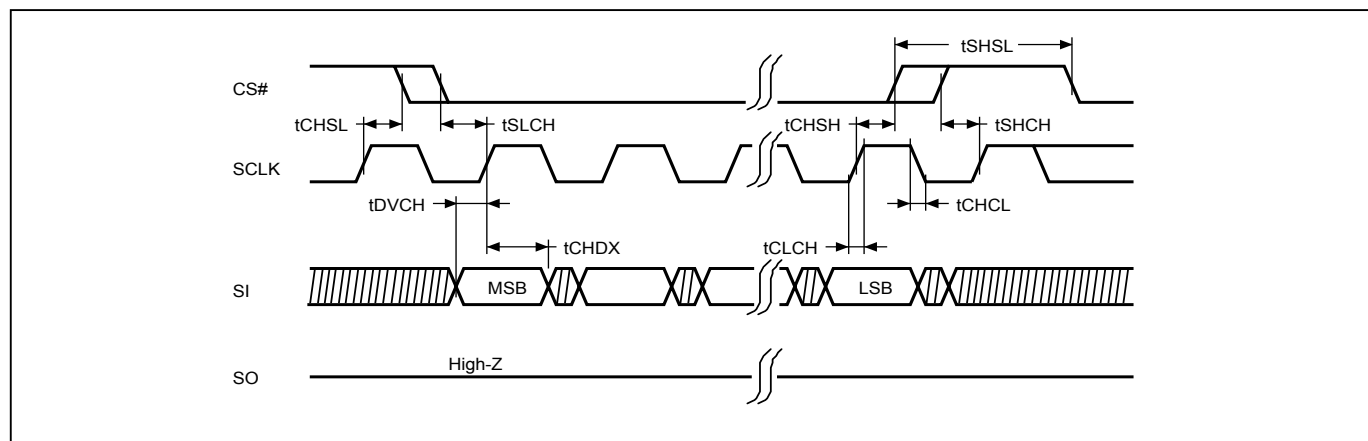 tSHSL
CS#
tCHSL
tSLCH
tCHSH
tSHCH
SCLK
tDVCH
tCHCL
tCHDX
tCLCH
SI
MSB
LSB
High-Z
SO